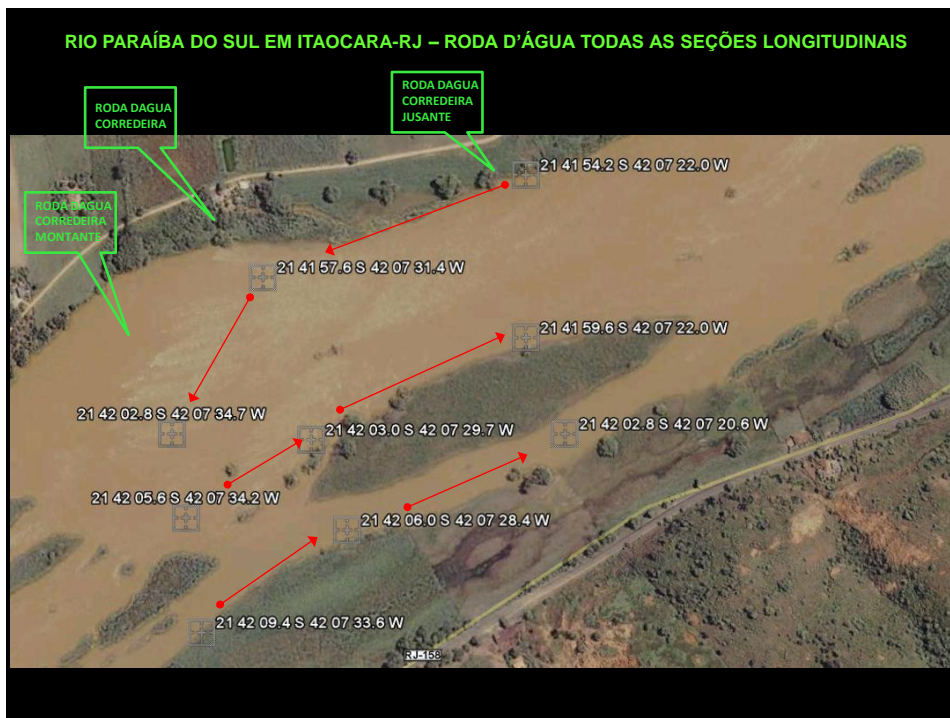 RIO PARAÍBA DO SUL EM ITAOCARA-RJ – RODA D'ÁGUA TODAS AS SEÇÕES LONGITUDINAIS
RODA DAGUA
CORREDEIRA
JUSANTE
RODA DAGUA
CORREDEIRA
21 41 54.2 S 42 07 22.0 W
RODA DAGUA
CORREDEIRA
MONTANTE
21 41 57.6 S 42 07 31.4 W
21 41 59.6 S 42 07 22.0 W
21 42 02.8 S 42 07 34.7 W
21 42 03.0 S 42 07 29.7 W
21 42 02.8 S 42 07 20.6 W
21 42 05.6 S 42 07 34.2 W
21 42 06.0 S 42 07 28.4 W
21 42 09.4 S 42 07 33.6 W
RJ-158